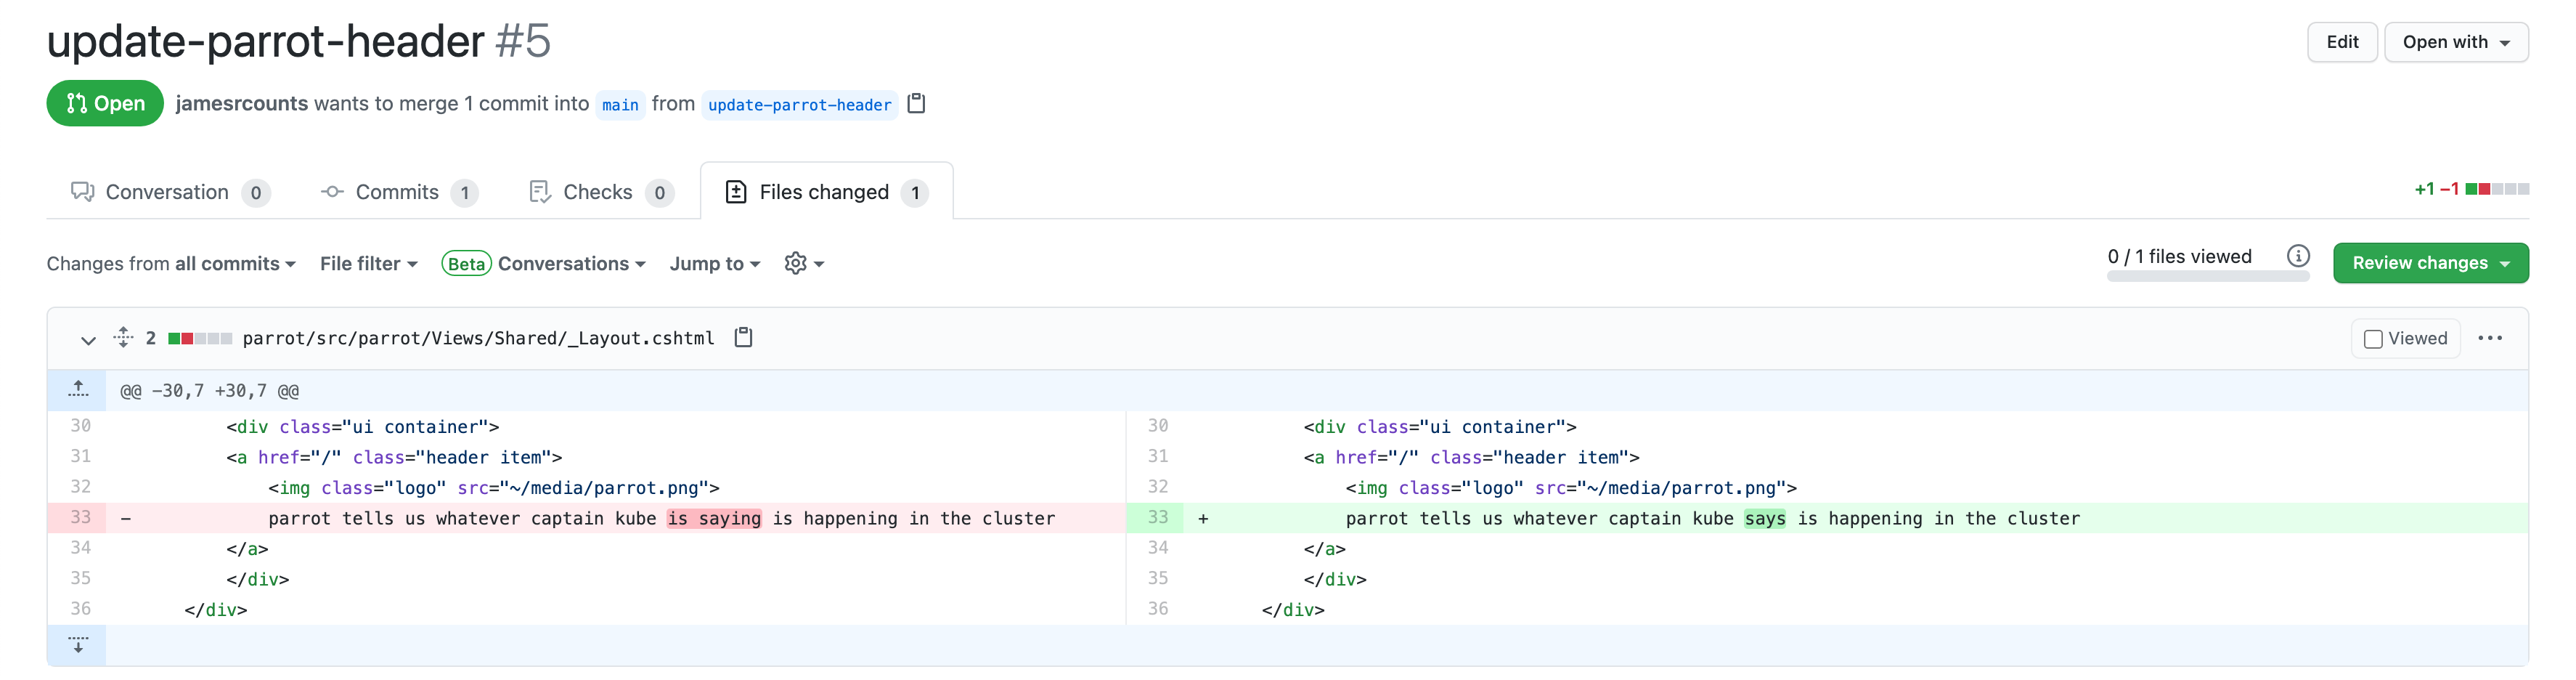 update-parrot-header #5
Edit
Open with
Open
jamesrcounts wants to merge 1 commit into main from update-parrot-header
Conversation 0
Commits 1
Checks 0
Files changed 1
+1 −1
Changes from all commits
File filter
Beta Conversations
Jump to
0 / 1 files viewed
Review changes
2 parrot/src/parrot/Views/Shared/_Layout.cshtml
Viewed
@@ -30,7 +30,7 @@
30 <div class="ui container">
31 <a href="/" class="header item">
32 <img class="logo" src="~/media/parrot.png">
33 - parrot tells us whatever captain kube is saying is happening in the cluster
34 </a>
35 </div>
36 </div>
30 <div class="ui container">
31 <a href="/" class="header item">
32 <img class="logo" src="~/media/parrot.png">
33 + parrot tells us whatever captain kube says is happening in the cluster
34 </a>
35 </div>
36 </div>